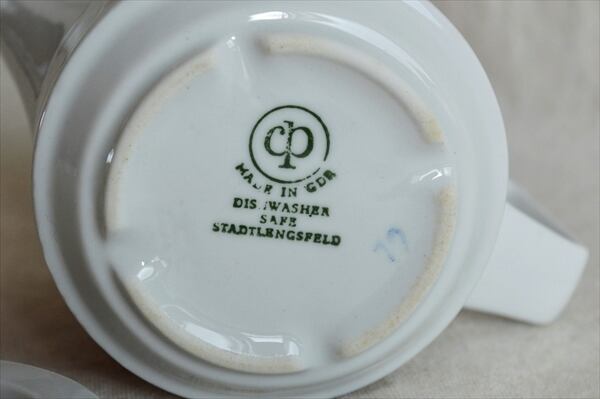 cp
MADE IN GDR
DISHWASHER
SAFE
STADTLENGSFELD